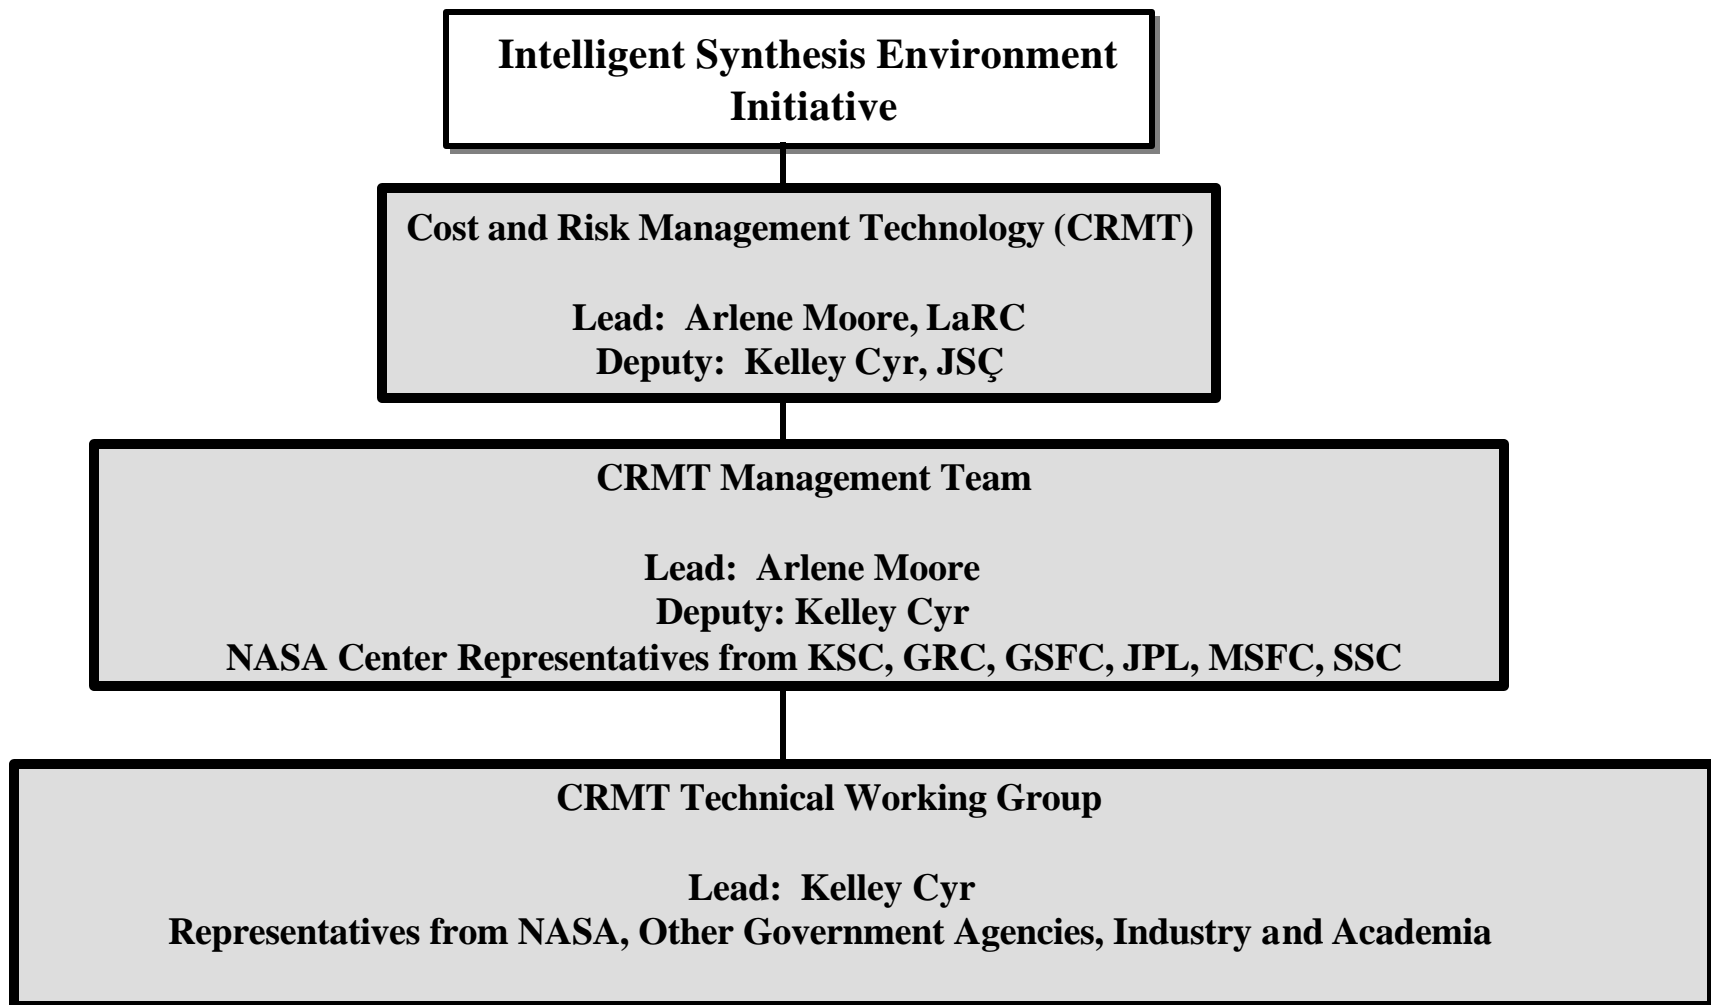 Intelligent Synthesis Environment
Initiative
Cost and Risk Management Technology (CRMT)
Lead: Arlene Moore, LaRC
Deputy: Kelley Cyr, JSÇ
CRMT Management Team
Lead: Arlene Moore
Deputy: Kelley Cyr
NASA Center Representatives from KSC, GRC, GSFC, JPL, MSFC, SSC
CRMT Technical Working Group
Lead: Kelley Cyr
Representatives from NASA, Other Government Agencies, Industry and Academia